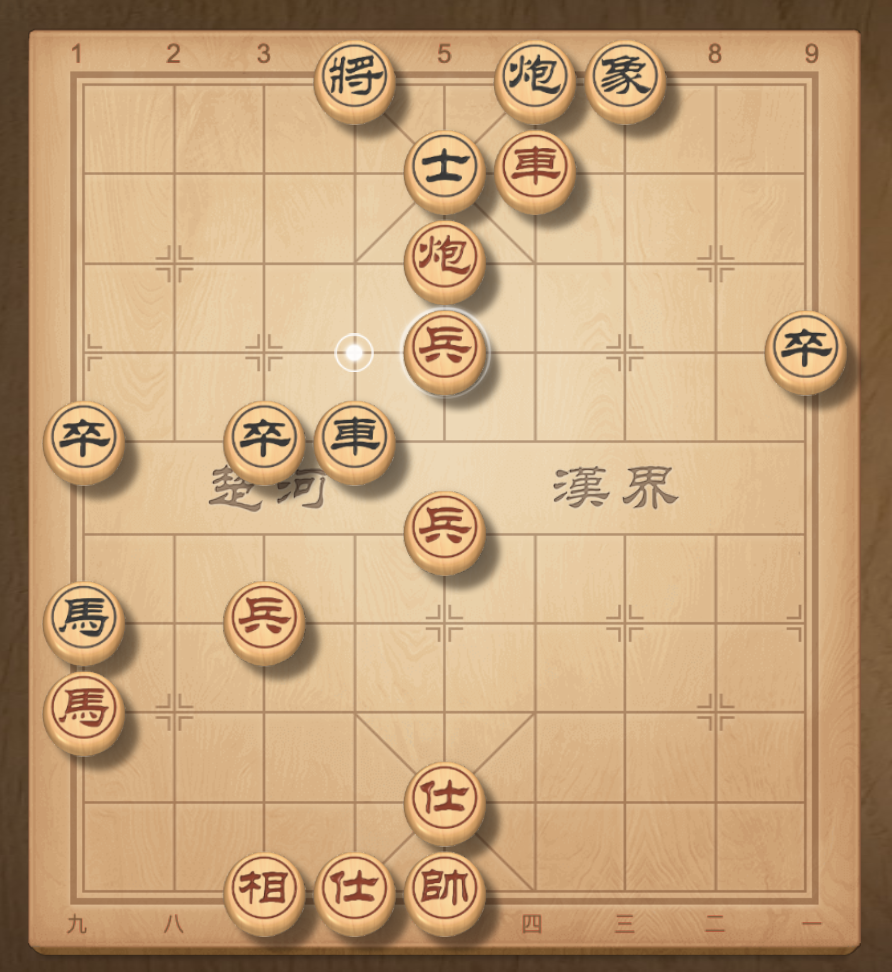 1 2 3 5 8 9
將 炮 象
士 車
炮
兵 卒
卒 卒 車
楚河 漢界
兵
馬 兵
馬
仕
相 仕 帥
九 八 四 三 二 一